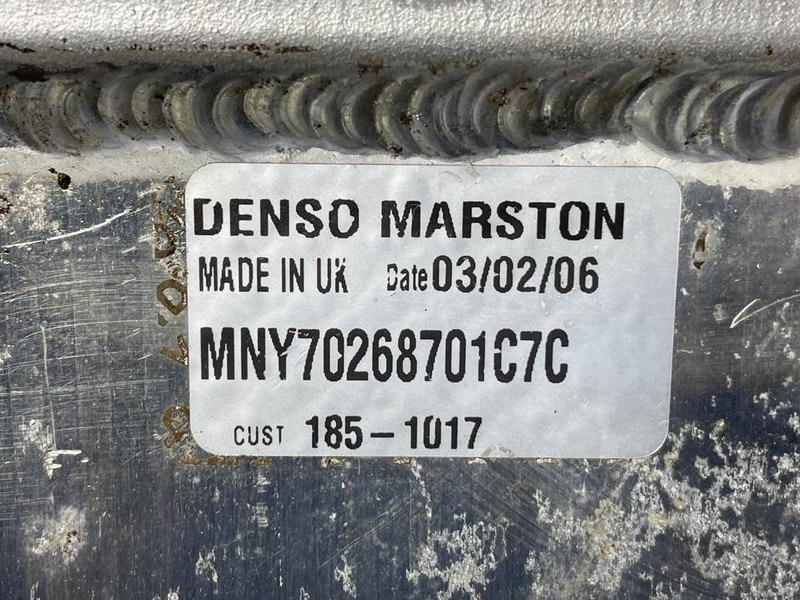 DENSO MARSTON
MADE IN UK Date 03/02/06
MNY70268701C7C
CUST 185-1017